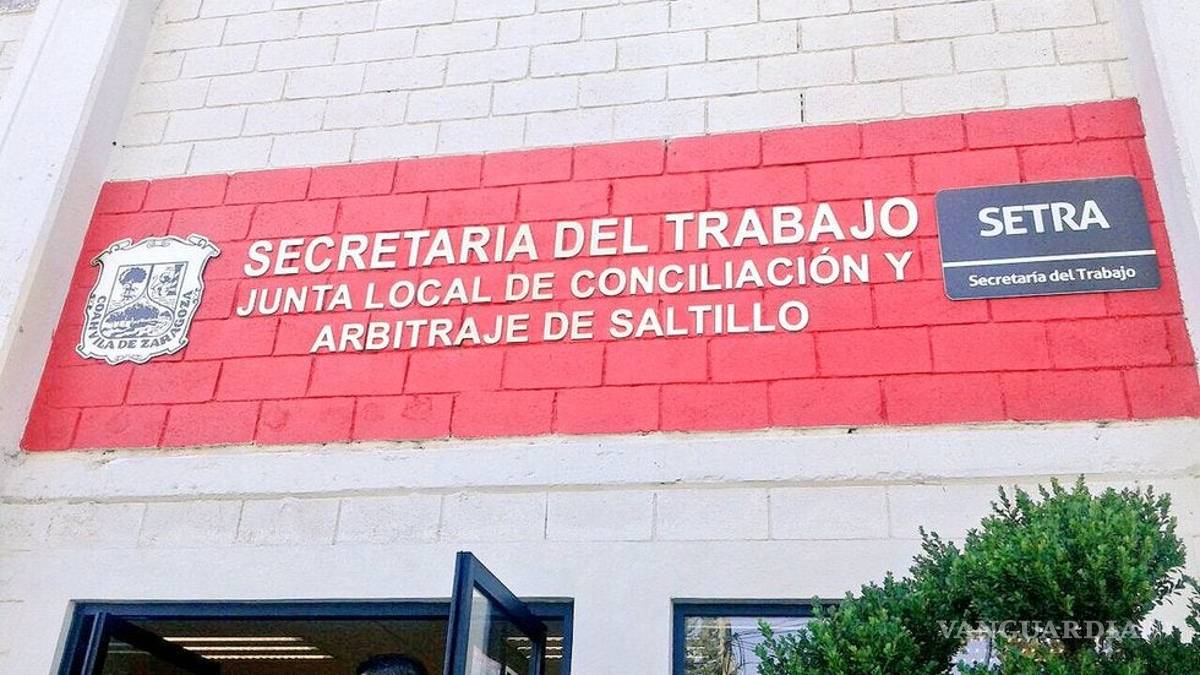 SECRETARIA DEL TRABAJO
JUNTA LOCAL DE CONCILIACIÓN Y
ARBITRAJE DE SALTILLO
COAHUILA DE ZARAGOZA
SETRA
Secretaría del Trabajo
VANGUARDIA